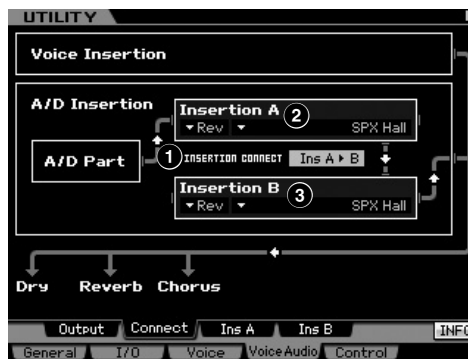 UTILITY
Voice Insertion
A/D Insertion
Insertion A
2
▼Rev ▼ SPX Hall
A/D Part
1 INSERTION CONNECT Ins A ▶ B
Insertion B
3
▼Rev ▼ SPX Hall
Dry Reverb Chorus
Output Connect Ins A Ins B INFO
General I/O Voice Voice Audio Control